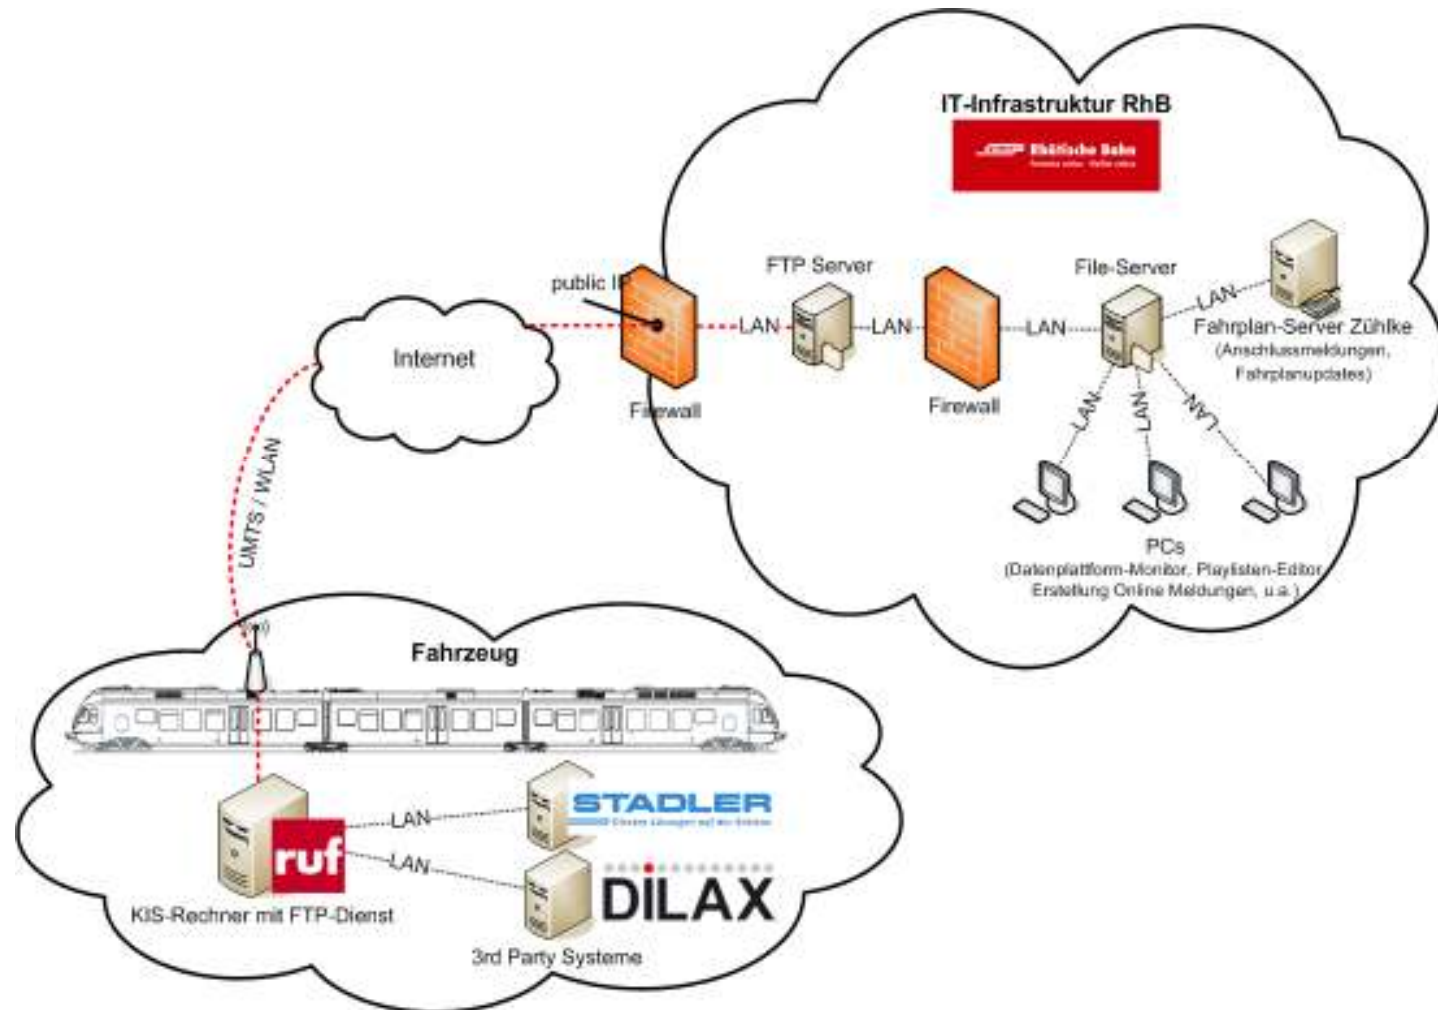 IT-Infrastruktur RhB
Rhätische Bahn
FTP Server
File-Server
public IP
LAN
LAN
LAN
LAN
Fahrplan-Server Zühlke
(Anschlussmeldungen,
Fahrplanupdates)
Internet
Firewall
Firewall
LAN
LAN
LAN
UMTS / WLAN
PCs
(Datenplattform-Monitor, Playlisten-Editor,
Erstellung Online Meldungen, u.a.)
Fahrzeug
STADLER
LAN
ruf
LAN
DILAX
KIS-Rechner mit FTP-Dienst
3rd Party Systeme